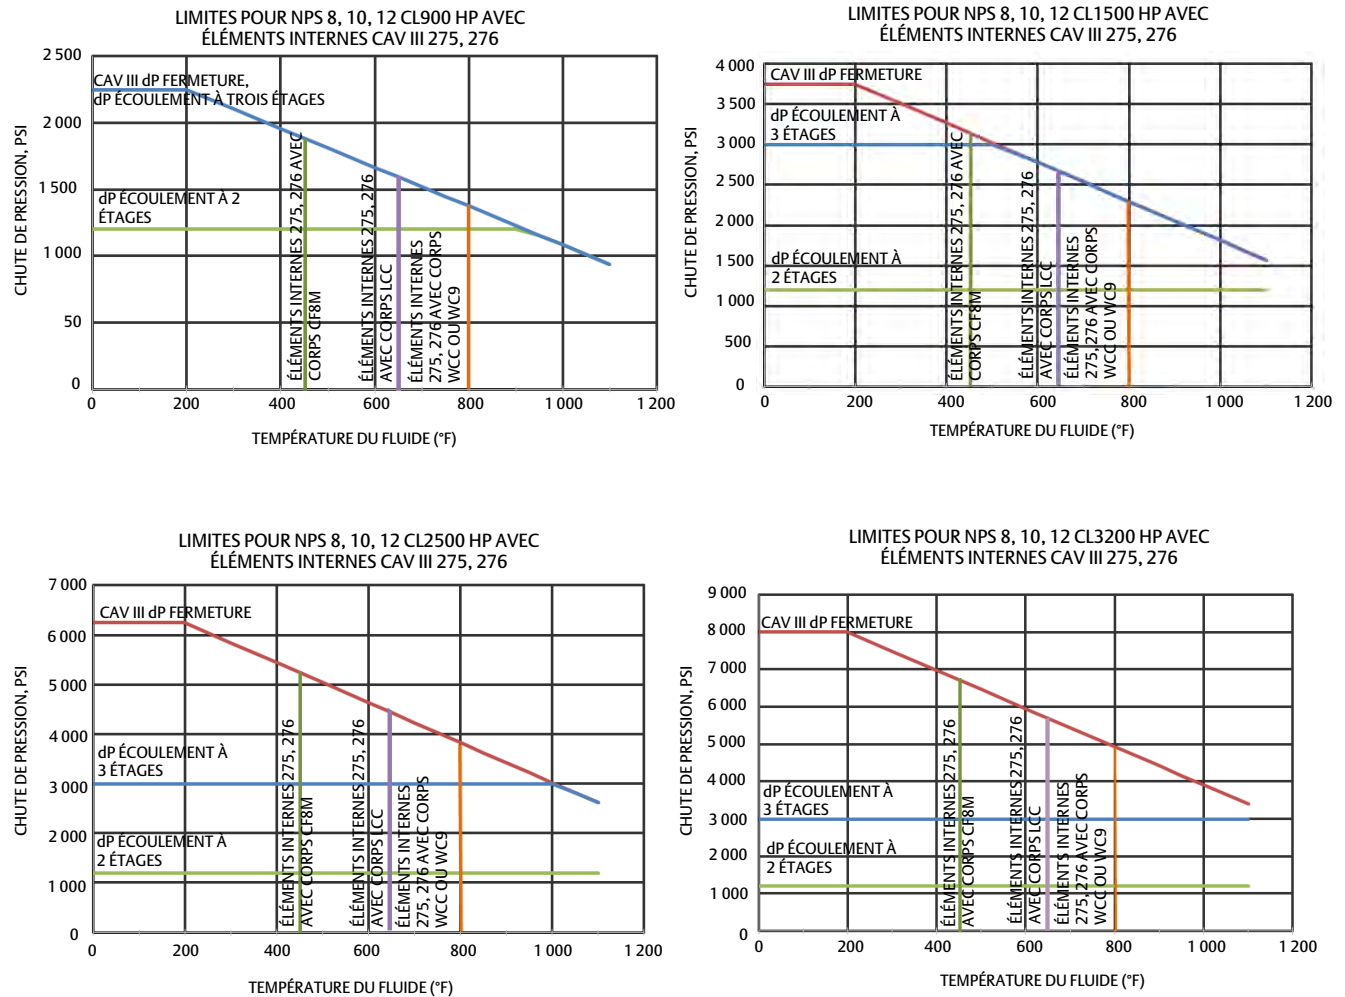 LIMITES POUR NPS 8, 10, 12 CL900 HP AVEC
ÉLÉMENTS INTERNES CAV III 275, 276
CHUTE DE PRESSION, PSI
2 500
2 000
1 500
1 000
50
0
CAV III dP FERMETURE,
dP ÉCOULEMENT À TROIS ÉTAGES
dP ÉCOULEMENT À 2
ÉTAGES
ÉLÉMENTS INTERNES 275, 276 AVEC
CORPS CF8M
ÉLÉMENTS INTERNES 275, 276
AVEC CORPS LCC
ÉLÉMENTS INTERNES
275, 276 AVEC CORPS
WCC OU WC9
0 200 400 600 800 1 000 1 200
TEMPÉRATURE DU FLUIDE (°F)
LIMITES POUR NPS 8, 10, 12 CL1500 HP AVEC
ÉLÉMENTS INTERNES CAV III 275, 276
CHUTE DE PRESSION, PSI
4 000
3 500
3 000
2 500
2 000
1 500
1 000
500
0
CAV III dP FERMETURE
dP ÉCOULEMENT À
3 ÉTAGES
dP ÉCOULEMENT À
2 ÉTAGES
ÉLÉMENTS INTERNES 275, 276 AVEC
CORPS CF8M
ÉLÉMENTS INTERNES 275, 276
AVEC CORPS LCC
ÉLÉMENTS INTERNES
275, 276 AVEC CORPS
WCC OU WC9
0 200 400 600 800 1 000 1 200
TEMPÉRATURE DU FLUIDE (°F)
LIMITES POUR NPS 8, 10, 12 CL2500 HP AVEC
ÉLÉMENTS INTERNES CAV III 275, 276
CHUTE DE PRESSION, PSI
7 000
6 000
5 000
4 000
3 000
2 000
1 000
0
CAV III dP FERMETURE
dP ÉCOULEMENT À
3 ÉTAGES
dP ÉCOULEMENT À
2 ÉTAGES
ÉLÉMENTS INTERNES 275, 276
AVEC CORPS CF8M
ÉLÉMENTS INTERNES 275, 276
AVEC CORPS LCC
ÉLÉMENTS INTERNES
275, 276 AVEC CORPS
WCC OU WC9
0 200 400 600 800 1 000 1 200
TEMPÉRATURE DU FLUIDE (°F)
LIMITES POUR NPS 8, 10, 12 CL3200 HP AVEC
ÉLÉMENTS INTERNES CAV III 275, 276
CHUTE DE PRESSION, PSI
9 000
8 000
7 000
6 000
5 000
4 000
3 000
2 000
1 000
0
CAV III dP FERMETURE
dP ÉCOULEMENT À
3 ÉTAGES
dP ÉCOULEMENT À
2 ÉTAGES
ÉLÉMENTS INTERNES 275, 276
AVEC CORPS CF8M
ÉLÉMENTS INTERNES 275, 276
AVEC CORPS LCC
ÉLÉMENTS INTERNES
275, 276 AVEC CORPS
WCC OU WC9
0 200 400 600 800 1 000 1 200
TEMPÉRATURE DU FLUIDE (°F)